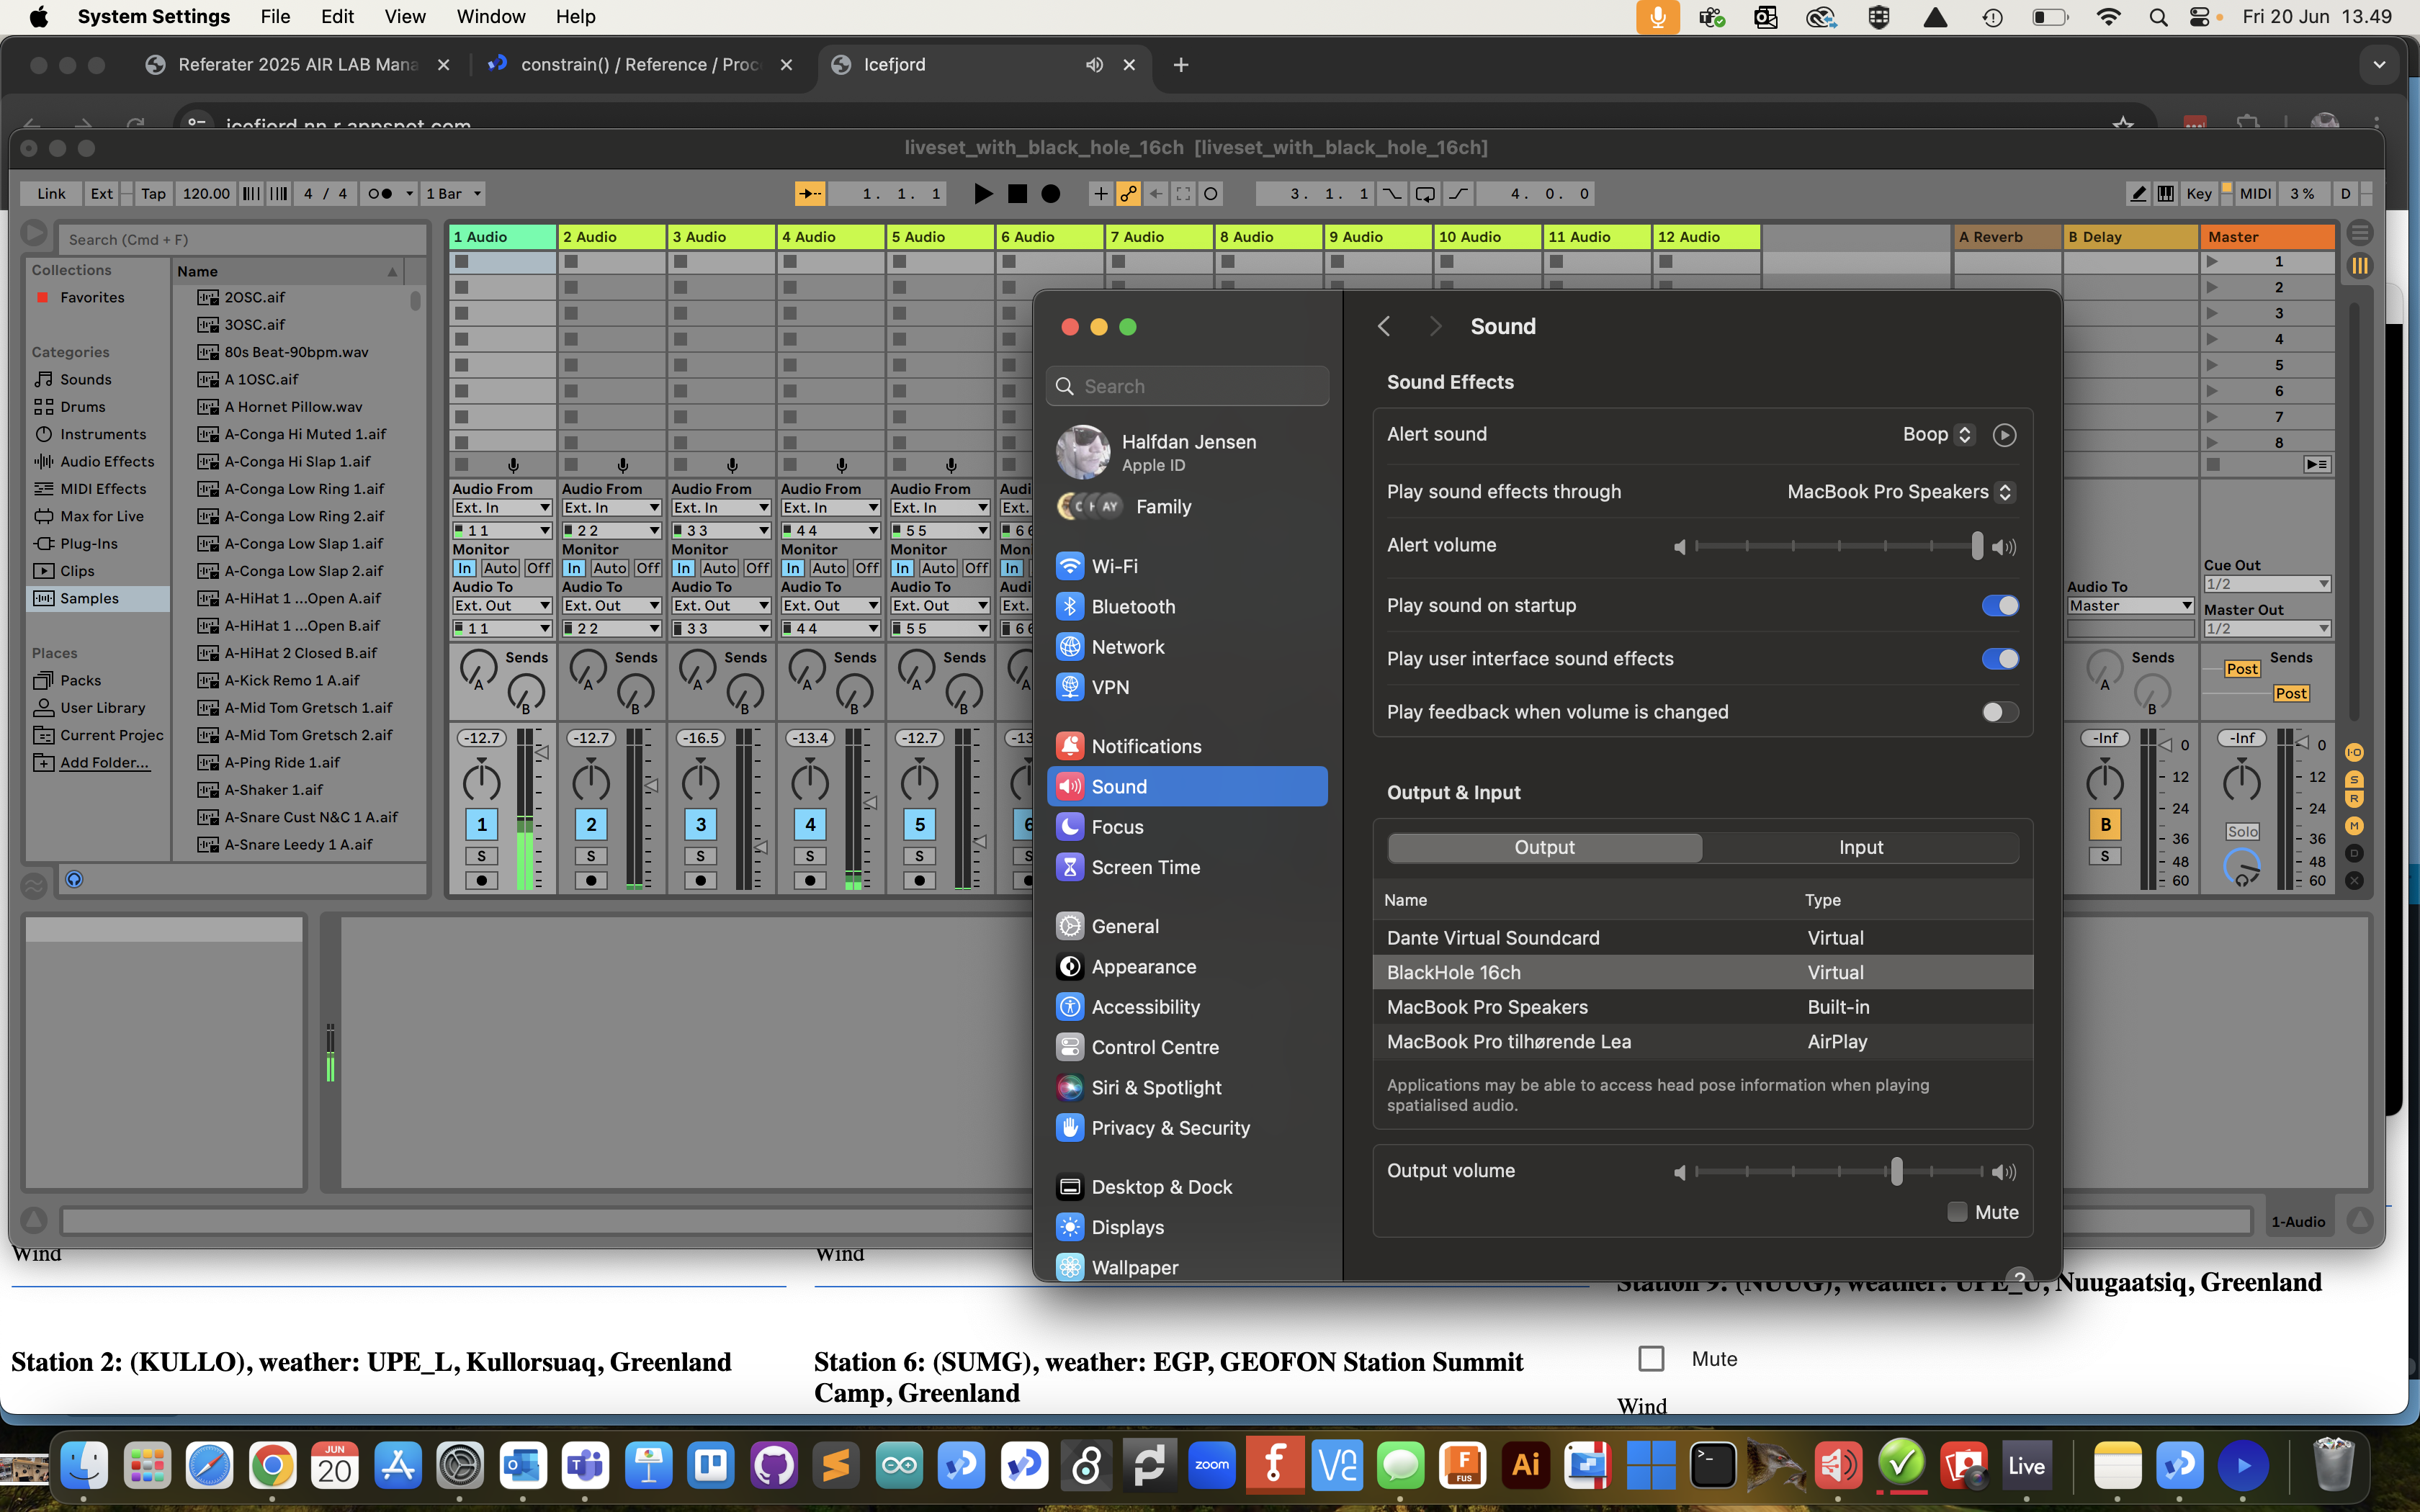 System Settings File Edit View Window Help
Fri 20 Jun 13.49
Referater 2025 AIR LAB Mana
constrain() / Reference / Proc
Icefjord
icefjord.nn.r.appspot.com
liveset_with_black_hole_16ch [liveset_with_black_hole_16ch]
Link Ext Tap 120.00 4 / 4 1 Bar
1. 1. 1
3. 1. 1
4. 0. 0
Key MIDI 3 % D
Search (Cmd + F)
Collections
Favorites
Categories
Sounds
Drums
Instruments
Audio Effects
MIDI Effects
Max for Live
Plug-Ins
Clips
Samples
Places
Packs
User Library
Current Projec
Add Folder...
Name
2OSC.aif
3OSC.aif
80s Beat-90bpm.wav
A 1OSC.aif
A Hornet Pillow.wav
A-Conga Hi Muted 1.aif
A-Conga Hi Slap 1.aif
A-Conga Low Ring 1.aif
A-Conga Low Ring 2.aif
A-Conga Low Slap 1.aif
A-Conga Low Slap 2.aif
A-HiHat 1 ...Open A.aif
A-HiHat 1 ...Open B.aif
A-HiHat 2 Closed B.aif
A-Kick Remo 1 A.aif
A-Mid Tom Gretsch 1.aif
A-Mid Tom Gretsch 2.aif
A-Ping Ride 1.aif
A-Shaker 1.aif
A-Snare Cust N&C 1 A.aif
A-Snare Leedy 1 A.aif
1 Audio 2 Audio 3 Audio 4 Audio 5 Audio 6 Audio 7 Audio 8 Audio 9 Audio 10 Audio 11 Audio 12 Audio A Reverb B Delay Master
1
2
3
4
5
6
7
8
Audio From Audio From Audio From Audio From Audio From Audi
Ext. In Ext. In Ext. In Ext. In Ext. In Ext.
1 1 2 2 3 3 4 4 5 5 6 6
Monitor Monitor Monitor Monitor Monitor Mon
In Auto Off In Auto Off In Auto Off In Auto Off In Auto Off In
Audio To Audio To Audio To Audio To Audio To Audi
Ext. Out Ext. Out Ext. Out Ext. Out Ext. Out Ext.
1 1 2 2 3 3 4 4 5 5 6 6
Sends Sends Sends Sends Sends
A A A A A A
B B B B B
-12.7 -12.7 -16.5 -13.4 -12.7 -13
1 2 3 4 5 6
S S S S S S
Audio To
Master
Sends
A
B
-Inf 0
12
24
36
48
60
B
S
Cue Out
1/2
Master Out
1/2
Sends
Post
Post
-Inf 0
12
24
36
48
60
Solo
I·O
S
R
M
D
X
1-Audio
Search
Halfdan Jensen
Apple ID
AY
Family
Wi-Fi
Bluetooth
Network
VPN
Notifications
Sound
Focus
Screen Time
General
Appearance
Accessibility
Control Centre
Siri & Spotlight
Privacy & Security
Desktop & Dock
Displays
Wallpaper
Sound
Sound Effects
Alert sound Boop
Play sound effects through MacBook Pro Speakers
Alert volume
Play sound on startup
Play user interface sound effects
Play feedback when volume is changed
Output & Input
Output Input
Name Type
Dante Virtual Soundcard Virtual
BlackHole 16ch Virtual
MacBook Pro Speakers Built-in
MacBook Pro tilhørende Lea AirPlay
Applications may be able to access head pose information when playing
spatialised audio.
Output volume
Mute
?
Wind Wind
Station 9: (NUUG), weather: UPE_U, Nuugaatsiq, Greenland
Station 2: (KULLO), weather: UPE_L, Kullorsuaq, Greenland
Station 6: (SUMG), weather: EGP, GEOFON Station Summit
Camp, Greenland
Mute
Wind
JUN
20
zoom
F
FUS
Ai
Live